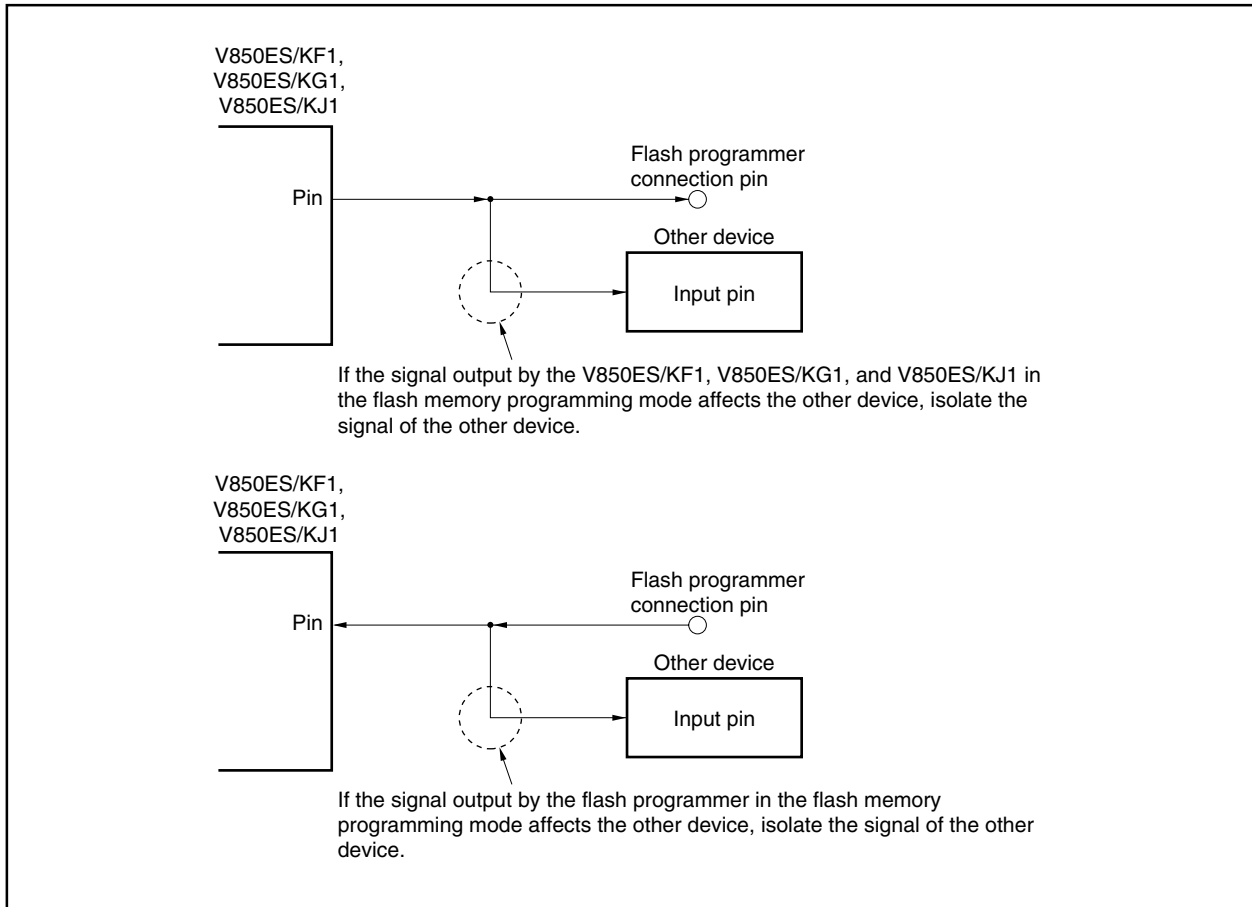 V850ES/KF1,
V850ES/KG1,
V850ES/KJ1
Flash programmer
connection pin
Pin
Other device
Input pin
If the signal output by the V850ES/KF1, V850ES/KG1, and V850ES/KJ1 in
the flash memory programming mode affects the other device, isolate the
signal of the other device.
V850ES/KF1,
V850ES/KG1,
V850ES/KJ1
Flash programmer
connection pin
Pin
Other device
Input pin
If the signal output by the flash programmer in the flash memory
programming mode affects the other device, isolate the signal of the other
device.